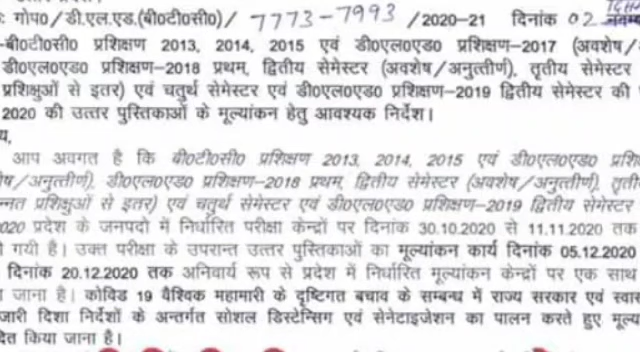 : गोप0/डी.एल.एड.(बी0टी0सी0)/ 7773-7993 /2020-21 दिनांक 02
-बी0टी0सी0 प्रशिक्षण 2013, 2014, 2015 एवं डी0एल0एड0 प्रशिक्षण-2017 (अवशेष/
डी0एल0एड0 प्रशिक्षण-2018 प्रथम, द्वितीय सेमेस्टर (अवशेष/अनुत्तीर्ण), तृतीय सेमेस्टर
प्रशिक्षुओं से इतर) एवं चतुर्थ सेमेस्टर एवं डी0एल0एड0 प्रशिक्षण-2019 द्वितीय सेमेस्टर की
2020 की उत्तर पुस्तिकाओं के मूल्यांकन हेतु आवश्यक निर्देश।
य,
आप अवगत है कि बी0टी0सी0 प्रशिक्षण 2013, 2014, 2015 एवं डी0एल0एड0 प्रशि
ष/अनुत्तीर्ण), डी0एल0एड0 प्रशिक्षण-2018 प्रथम, द्वितीय सेमेस्टर (अवशेष/अनुत्तीर्ण), तृती
न्नत प्रशिक्षुओं से इतर) एवं चतुर्थ सेमेस्टर एवं डी0एल0एड0 प्रशिक्षण-2019 द्वितीय सेमेस्टर
020 प्रदेश के जनपदो में निर्धारित परीक्षा केन्द्रों पर दिनांक 30.10.2020 से 11.11.2020 तक
गयी है। उक्त परीक्षा के उपरान्त उत्तर पुस्तिकाओं का मूल्यांकन कार्य दिनांक 05.12.2020
दिनांक 20.12.2020 तक अनिवार्य रूप से प्रदेश में निर्धारित मूल्यांकन केन्द्रों पर एक साथ
जाना है। कोविड 19 वैश्विक महामारी के दृष्टिगत बचाव के सम्बन्ध में राज्य सरकार एवं स्वास
जारी दिशा निर्देशों के अन्तर्गत सोशल डिस्टेन्सिग एवं सेनेटाइजेशन का पालन करते हुए मूल्य
दित किया जाना है।